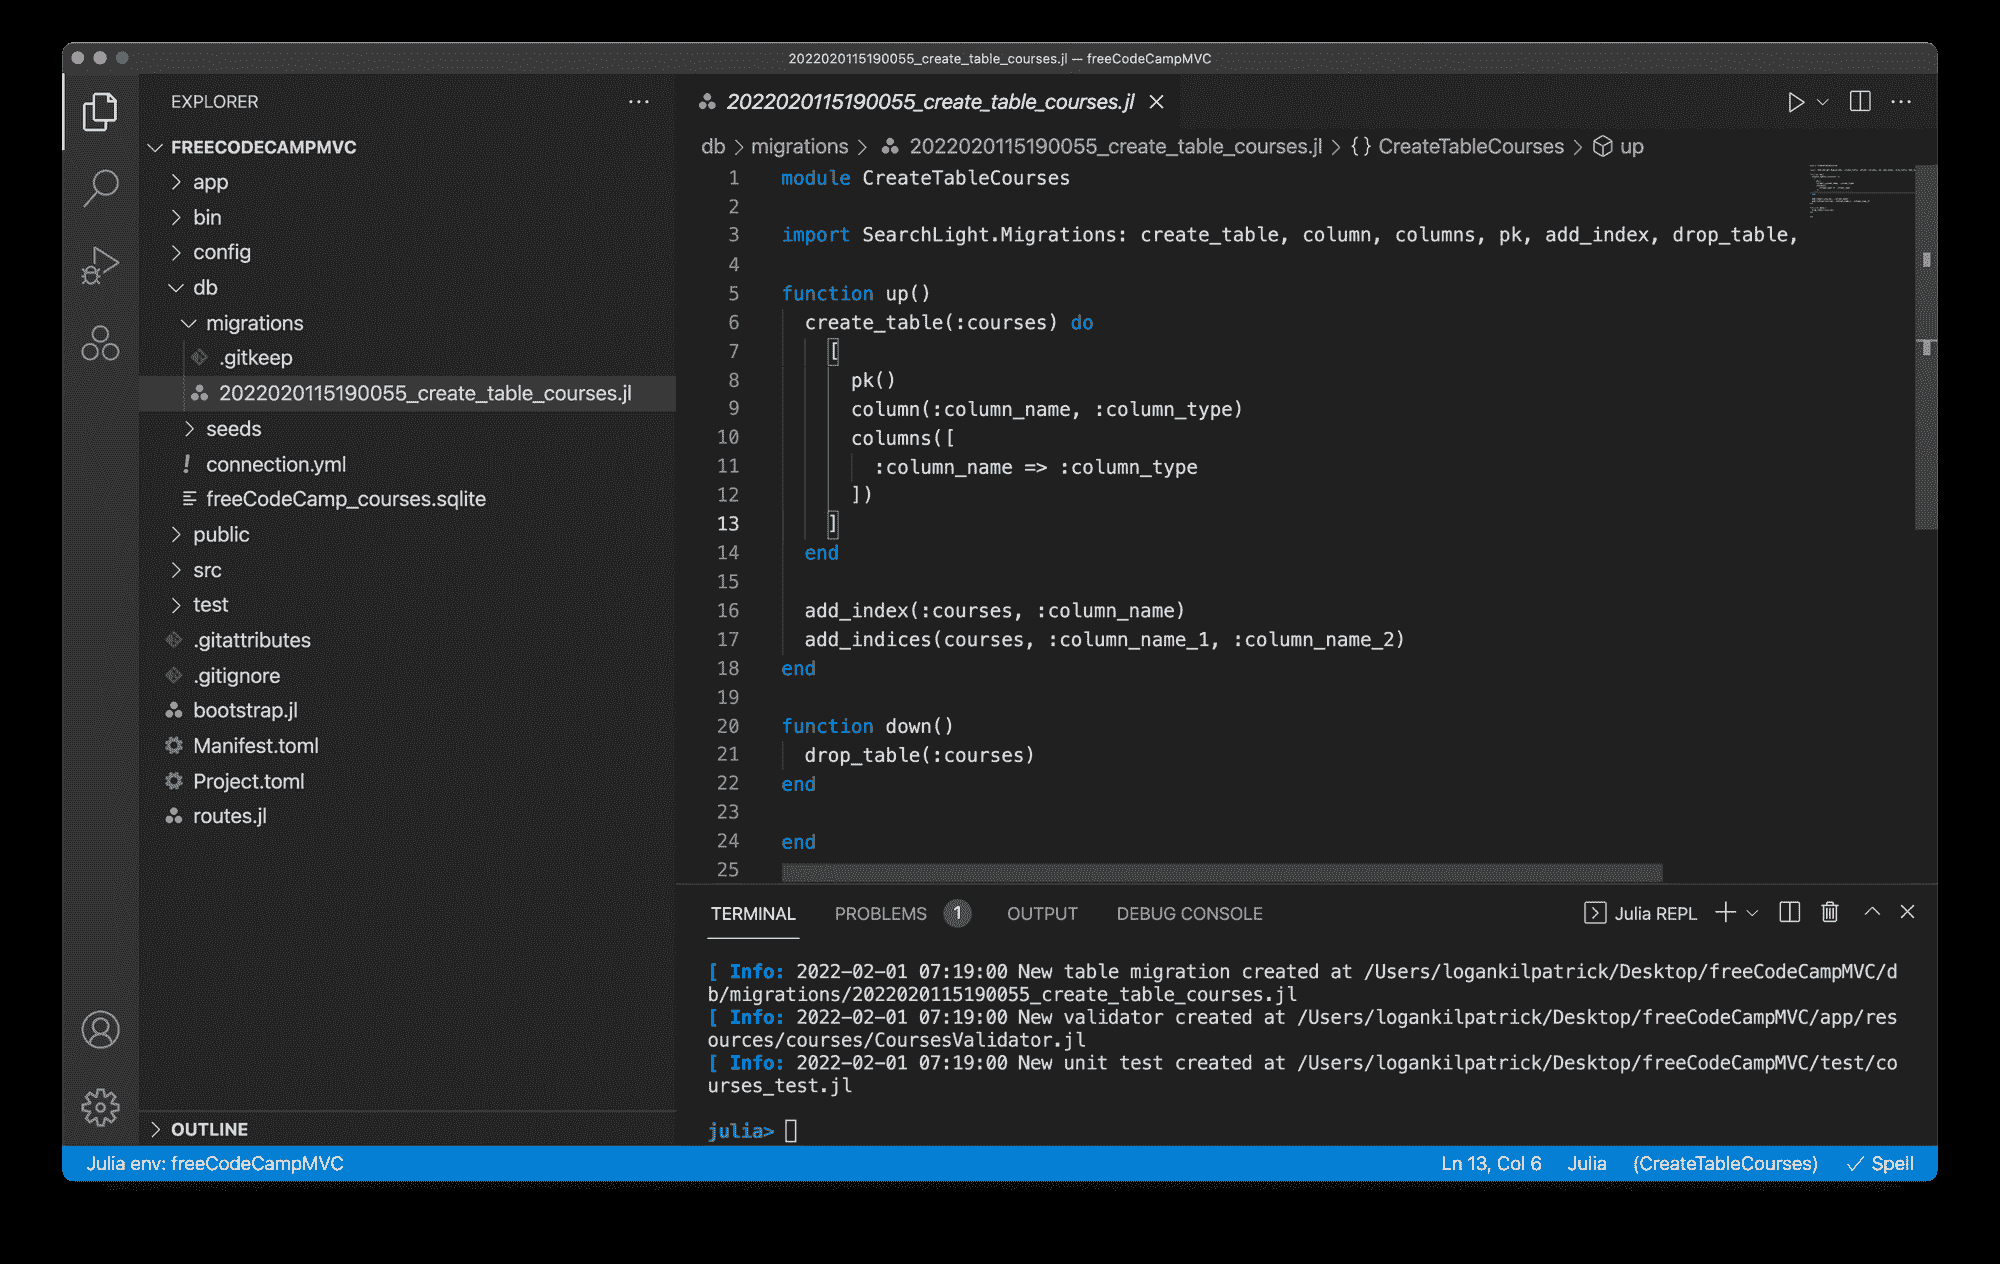 2022020115190055_create_table_courses.jl — freeCodeCampMVC
EXPLORER
FREECODECAMPMVC
app
bin
config
db
migrations
.gitkeep
2022020115190055_create_table_courses.jl
seeds
! connection.yml
freeCodeCamp_courses.sqlite
public
src
test
.gitattributes
.gitignore
bootstrap.jl
Manifest.toml
Project.toml
routes.jl
OUTLINE
2022020115190055_create_table_courses.jl
db > migrations > 2022020115190055_create_table_courses.jl > {} CreateTableCourses > up
1 module CreateTableCourses
2
3 import SearchLight.Migrations: create_table, column, columns, pk, add_index, drop_table,
4
5 function up()
6 create_table(:courses) do
7 [
8 pk()
9 column(:column_name, :column_type)
10 columns([
11 :column_name => :column_type
12 ])
13 ]
14 end
15
16 add_index(:courses, :column_name)
17 add_indices(courses, :column_name_1, :column_name_2)
18 end
19
20 function down()
21 drop_table(:courses)
22 end
23
24 end
25
TERMINAL PROBLEMS 1 OUTPUT DEBUG CONSOLE Julia REPL
[ Info: 2022-02-01 07:19:00 New table migration created at /Users/logankilpatrick/Desktop/freeCodeCampMVC/d
b/migrations/2022020115190055_create_table_courses.jl
[ Info: 2022-02-01 07:19:00 New validator created at /Users/logankilpatrick/Desktop/freeCodeCampMVC/app/res
ources/courses/CoursesValidator.jl
[ Info: 2022-02-01 07:19:00 New unit test created at /Users/logankilpatrick/Desktop/freeCodeCampMVC/test/co
urses_test.jl
julia>
Julia env: freeCodeCampMVC Ln 13, Col 6 Julia (CreateTableCourses) ✓ Spell